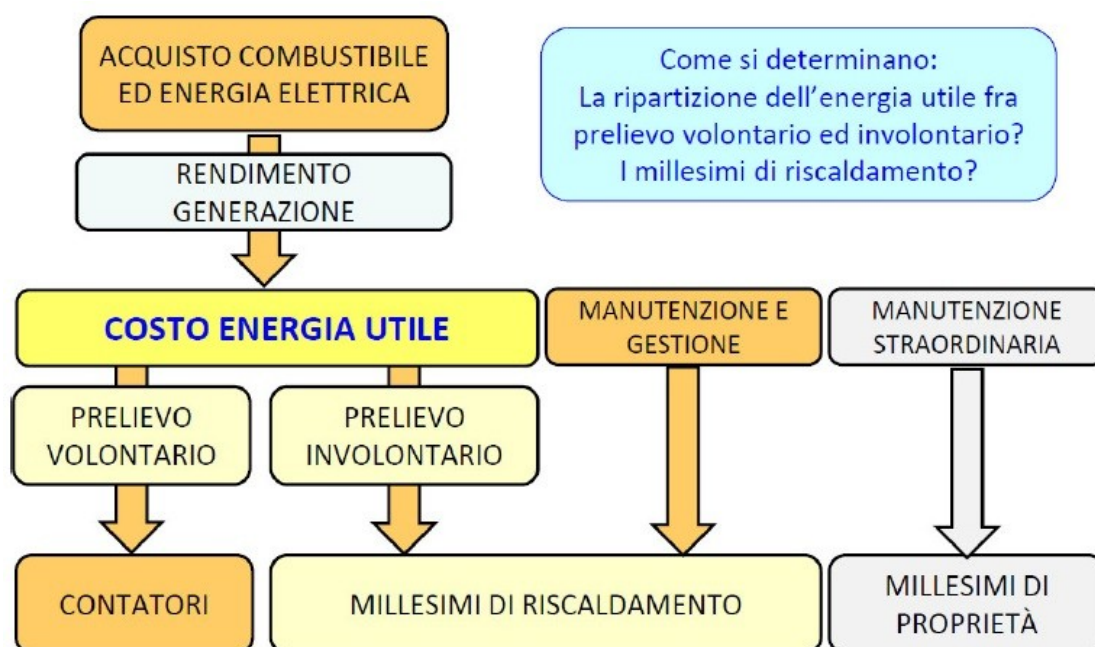 ACQUISTO COMBUSTIBILE
ED ENERGIA ELETTRICA
Come si determinano:
La ripartizione dell'energia utile fra
prelievo volontario ed involontario?
I millesimi di riscaldamento?
RENDIMENTO
GENERAZIONE
COSTO ENERGIA UTILE
MANUTENZIONE E
GESTIONE
MANUTENZIONE
STRAORDINARIA
PRELIEVO
VOLONTARIO
PRELIEVO
INVOLONTARIO
CONTATORI
MILLESIMI DI RISCALDAMENTO
MILLESIMI DI
PROPRIETÀ